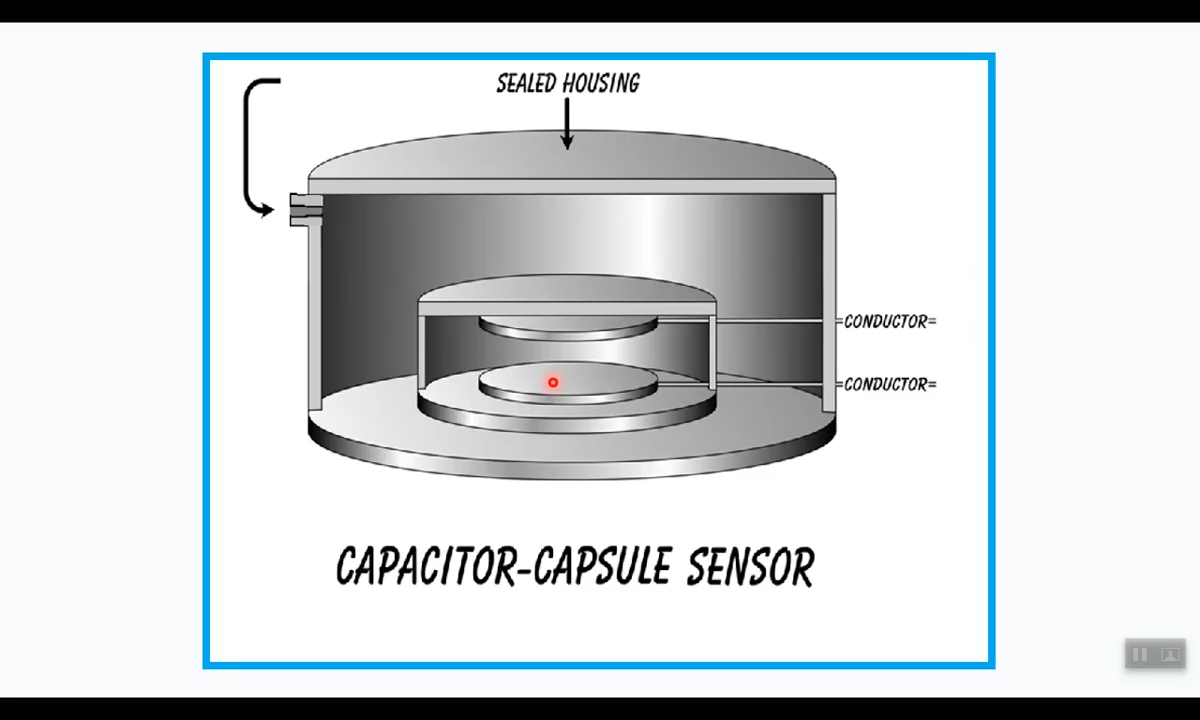 SEALED HOUSING
=CONDUCTOR=
=CONDUCTOR=
CAPACITOR-CAPSULE SENSOR